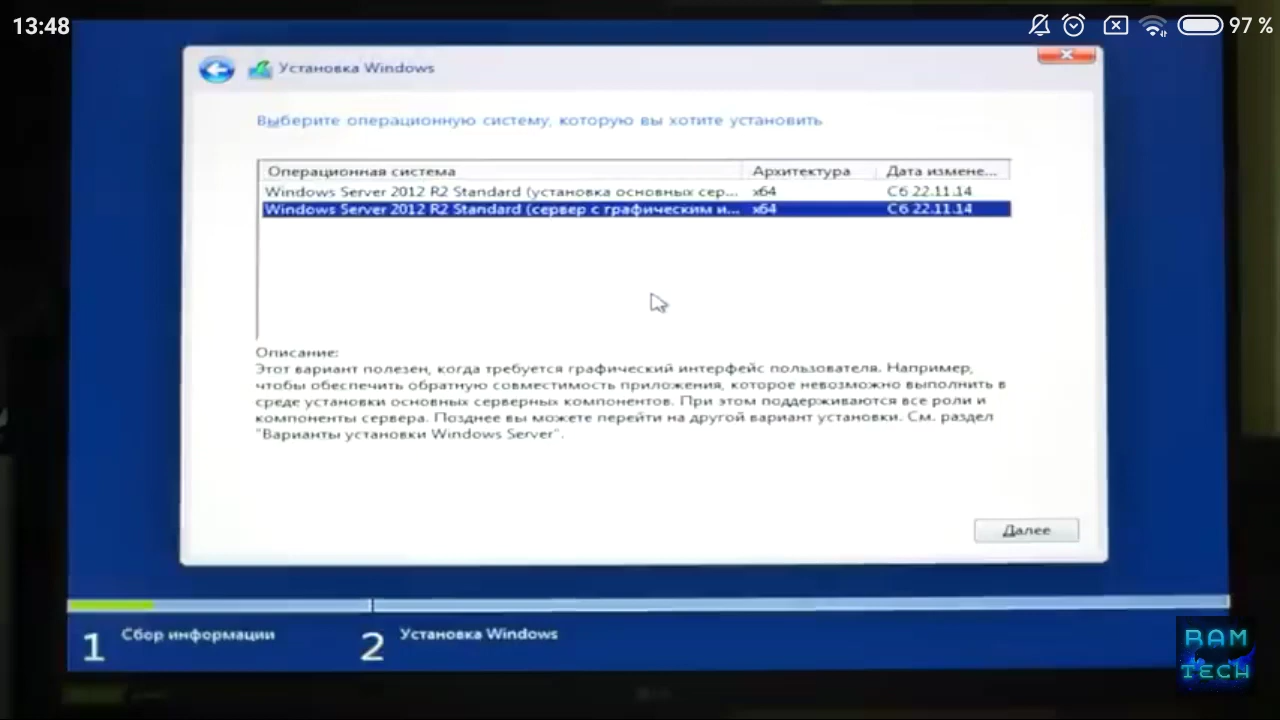 13:48
97 %
Установка Windows
Выберите операционную систему, которую вы хотите установить
Операционная система Архитектура Дата измене...
Windows Server 2012 R2 Standard (установка основных сер... x64 Сб 22.11.14
Windows Server 2012 R2 Standard (сервер с графическим и... x64 Сб 22.11.14
Описание:
Этот вариант полезен, когда требуется графический интерфейс пользователя. Например,
чтобы обеспечить обратную совместимость приложения, которое невозможно выполнить в
среде установки основных серверных компонентов. При этом поддерживаются все роли и
компоненты сервера. Позднее вы можете перейти на другой вариант установки. См. раздел
"Варианты установки Windows Server".
Далее
1 Сбор информации
2 Установка Windows
RAM
TECH